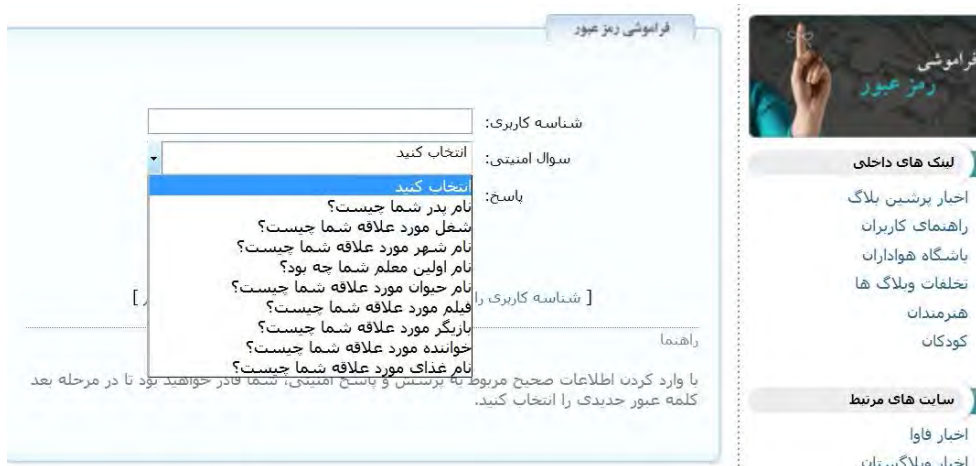 فراموشی
رمز عبور
لینک های داخلی
اخبار پرشین بلاگ
راهنمای کاربران
باشگاه هواداران
تخلفات وبلاگ ها
هنرمندان
کودکان
سایت های مرتبط
اخبار فاوا
اخبار وبلاگستان
فراموشی رمز عبور
شناسه کاربری:
سوال امنیتی:
انتخاب کنید
پاسخ:
انتخاب کنید
نام پدر شما چیست؟
شغل مورد علاقه شما چیست؟
نام شهر مورد علاقه شما چیست؟
نام اولین معلم شما چه بود؟
نام حیوان مورد علاقه شما چیست؟
فیلم مورد علاقه شما چیست؟
بازیگر مورد علاقه شما چیست؟
خواننده مورد علاقه شما چیست؟
نام غذای مورد علاقه شما چیست؟
[ شناسه کاربری را ]
راهنما
با وارد کردن اطلاعات صحیح مربوط به پرسش و پاسخ امنیتی، شما قادر خواهید بود تا در مرحله بعد
کلمه عبور جدیدی را انتخاب کنید.